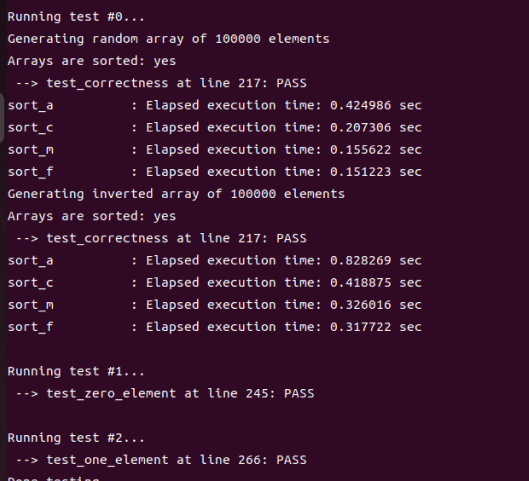 Running test #0...
Generating random array of 100000 elements
Arrays are sorted: yes
 --> test_correctness at line 217: PASS
sort_a          : Elapsed execution time: 0.424986 sec
sort_c          : Elapsed execution time: 0.207306 sec
sort_m          : Elapsed execution time: 0.155622 sec
sort_f          : Elapsed execution time: 0.151223 sec
Generating inverted array of 100000 elements
Arrays are sorted: yes
 --> test_correctness at line 217: PASS
sort_a          : Elapsed execution time: 0.828269 sec
sort_c          : Elapsed execution time: 0.418875 sec
sort_m          : Elapsed execution time: 0.326016 sec
sort_f          : Elapsed execution time: 0.317722 sec
Running test #1...
 --> test_zero_element at line 245: PASS
Running test #2...
 --> test_one_element at line 266: PASS
Done testing